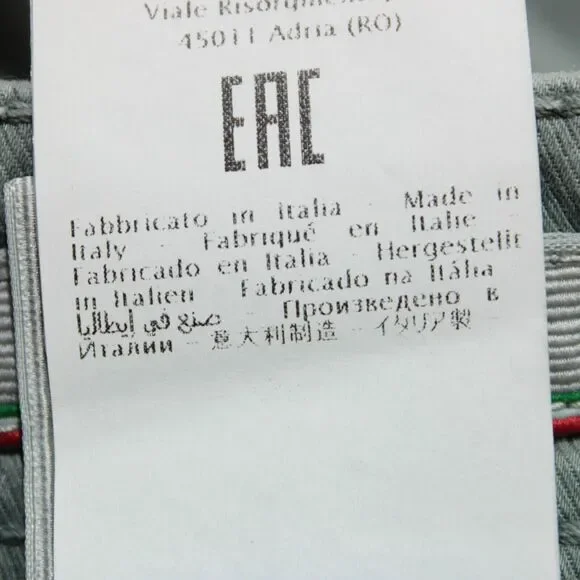 Viale Risorgimento
45011 Adria (RO)
EAC
Fabbricato in Italia - Made in
Italy - Fabriqué en Italie -
Fabricado en Italia - Hergestellt
in Italien - Fabricado na Itália -
صنع في إيطاليا - Произведено в
Италии - 意大利制造 - イタリア製